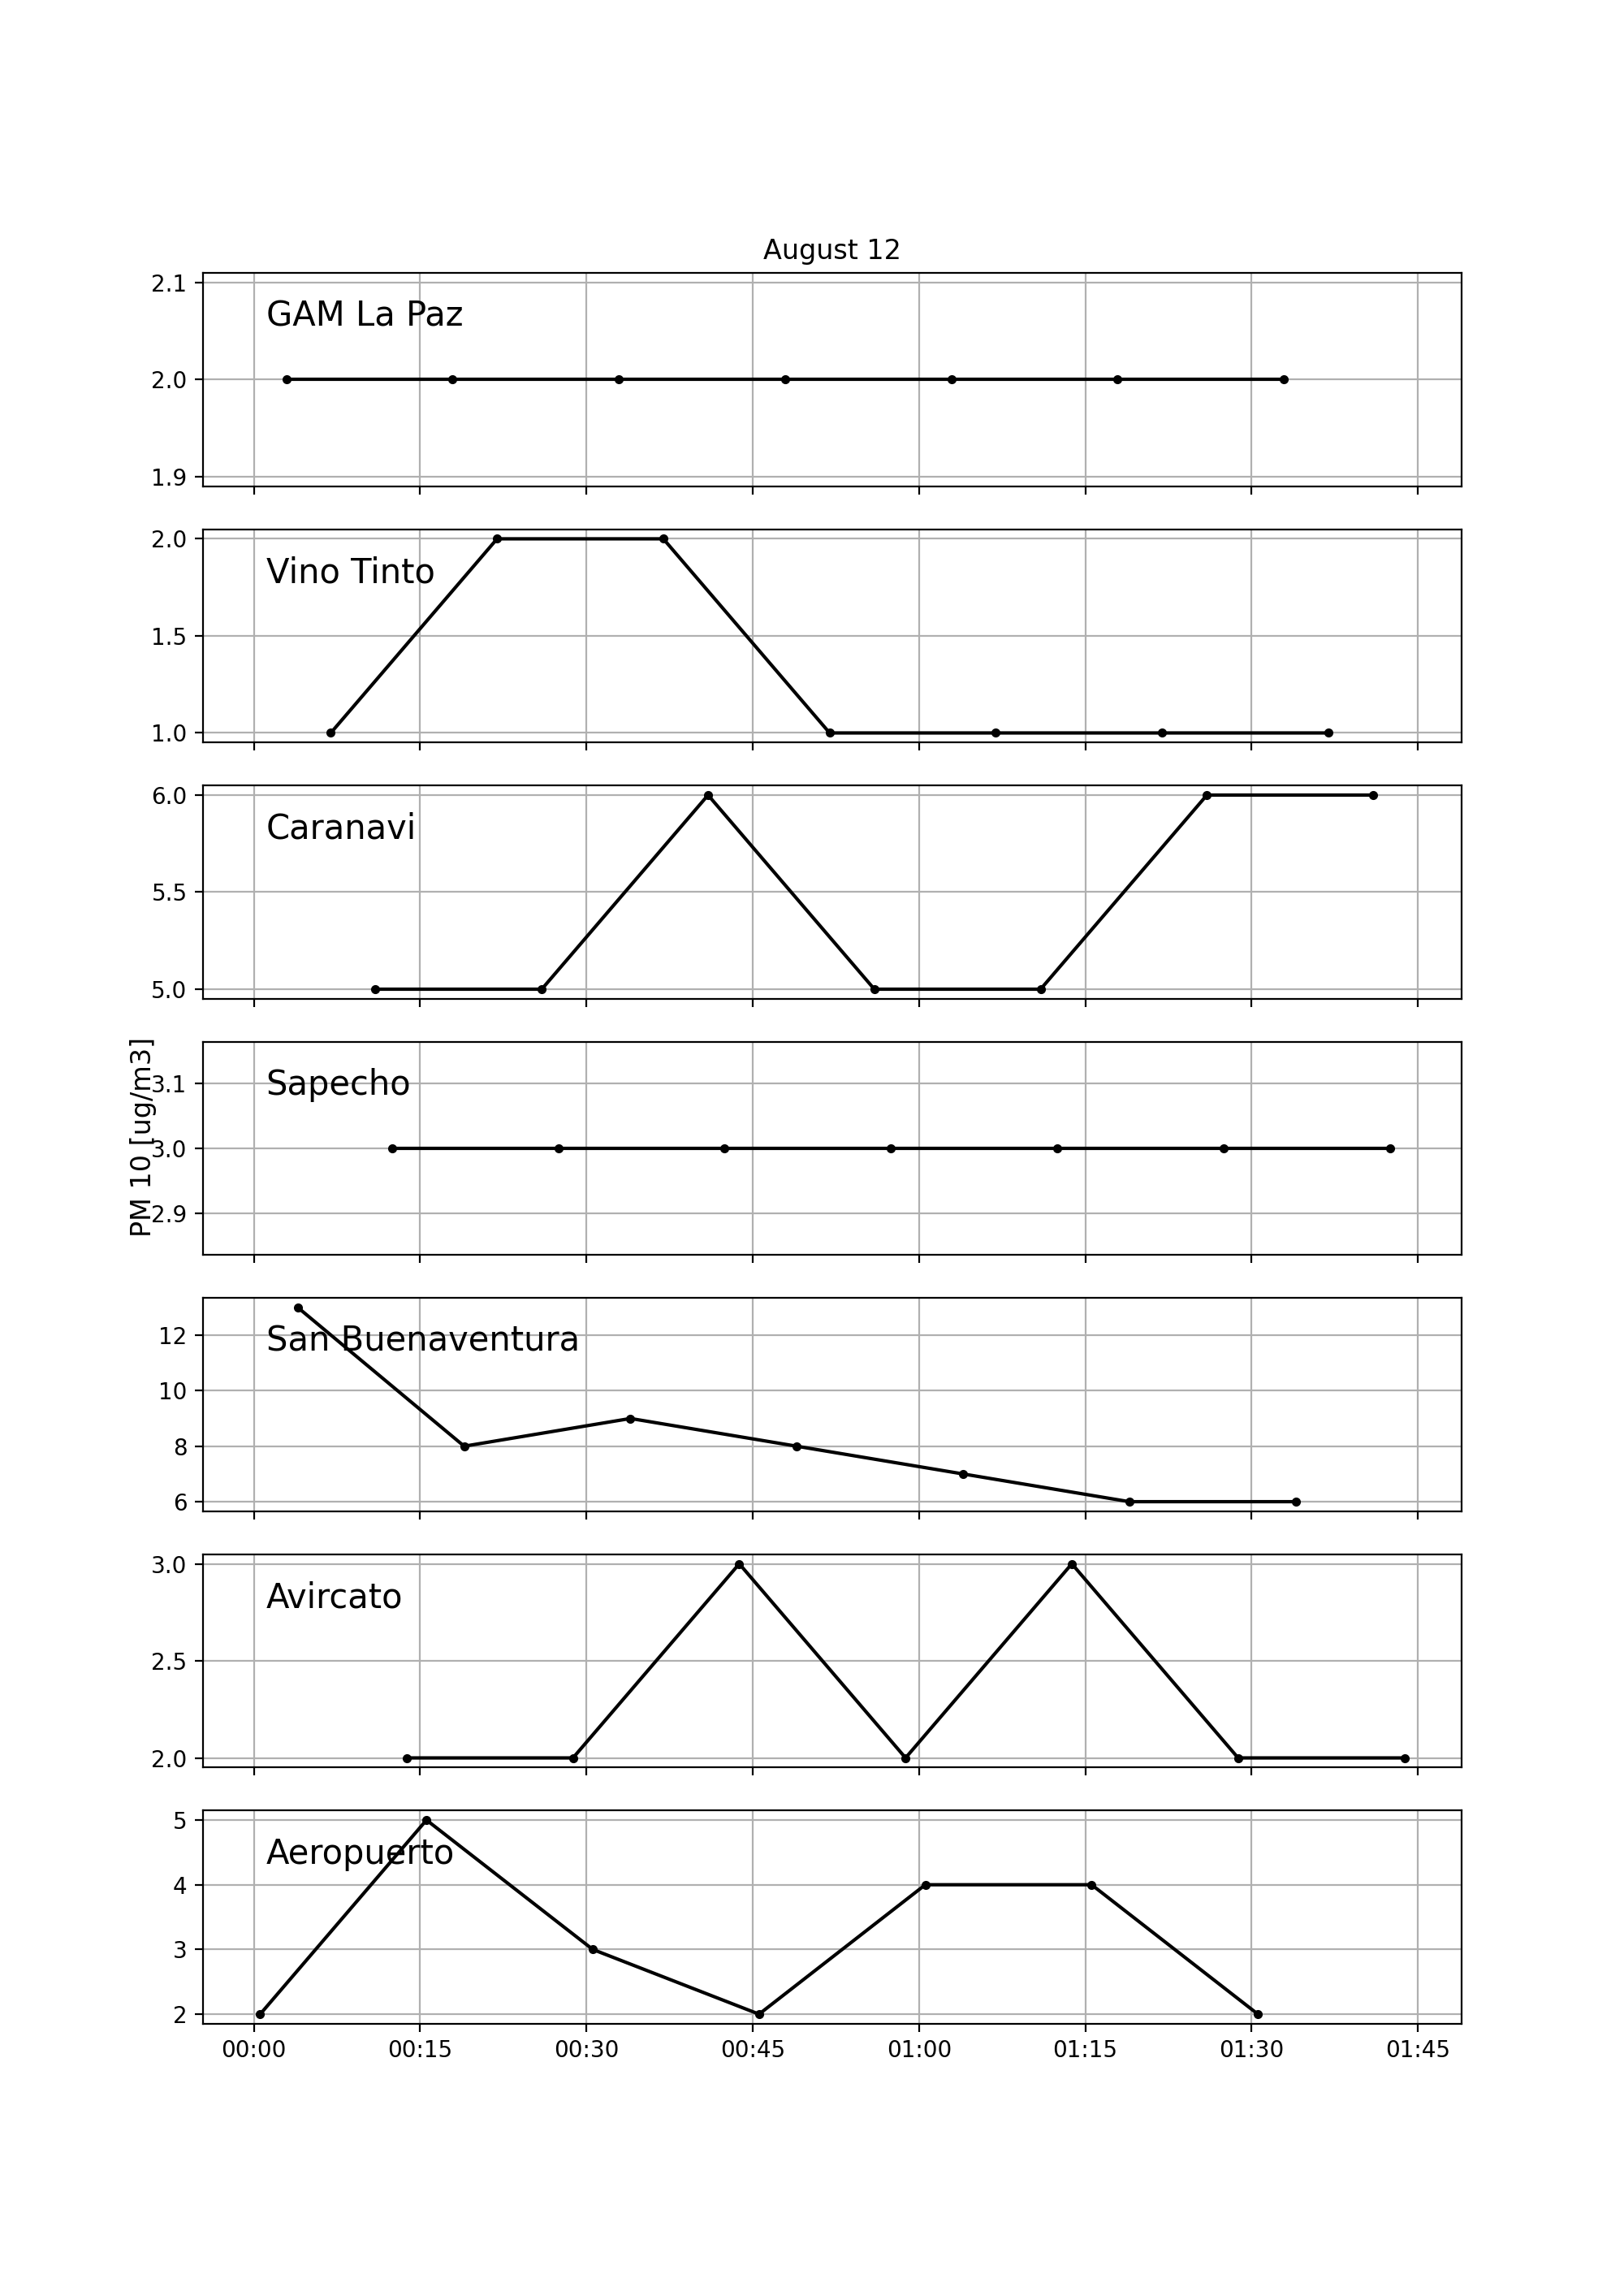 August 12
2.1
GAM La Paz
2.0
1.9
2.0
Vino Tinto
1.5
1.0
6.0
Caranavi
5.5
5.0
PM 10 [ug/m3]
Sapecho
3.1
3.0
2.9
San Buenaventura
12
10
8
6
3.0
Avircato
2.5
2.0
5
Aeropuerto
4
3
2
00:00 00:15 00:30 00:45 01:00 01:15 01:30 01:45